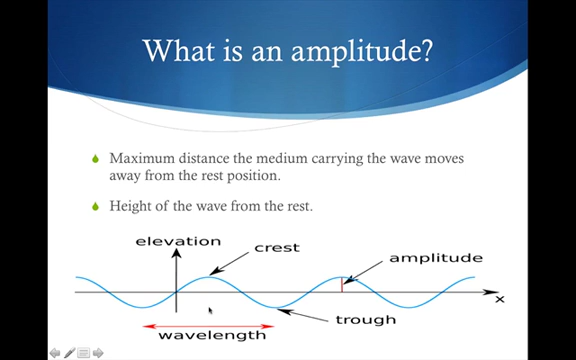 What is an amplitude?
Maximum distance the medium carrying the wave moves
away from the rest position.
Height of the wave from the rest.
elevation
crest
amplitude
x
trough
wavelength